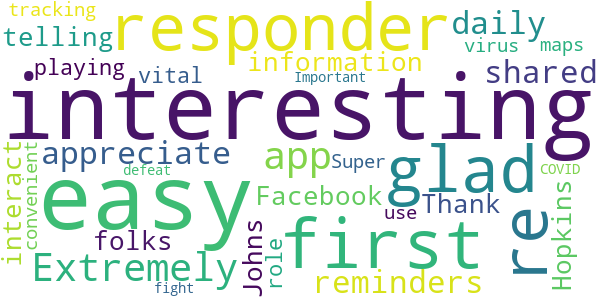 tracking
responder
daily
telling
information
virus
maps
playing
vital
Important
shared
interesting
interact
convenient
appreciate
app
Super
glad
re
COVID
defeat
easy
Facebook
use
Thank
Hopkins
folks
Johns
role
first
Extremely
reminders
fight